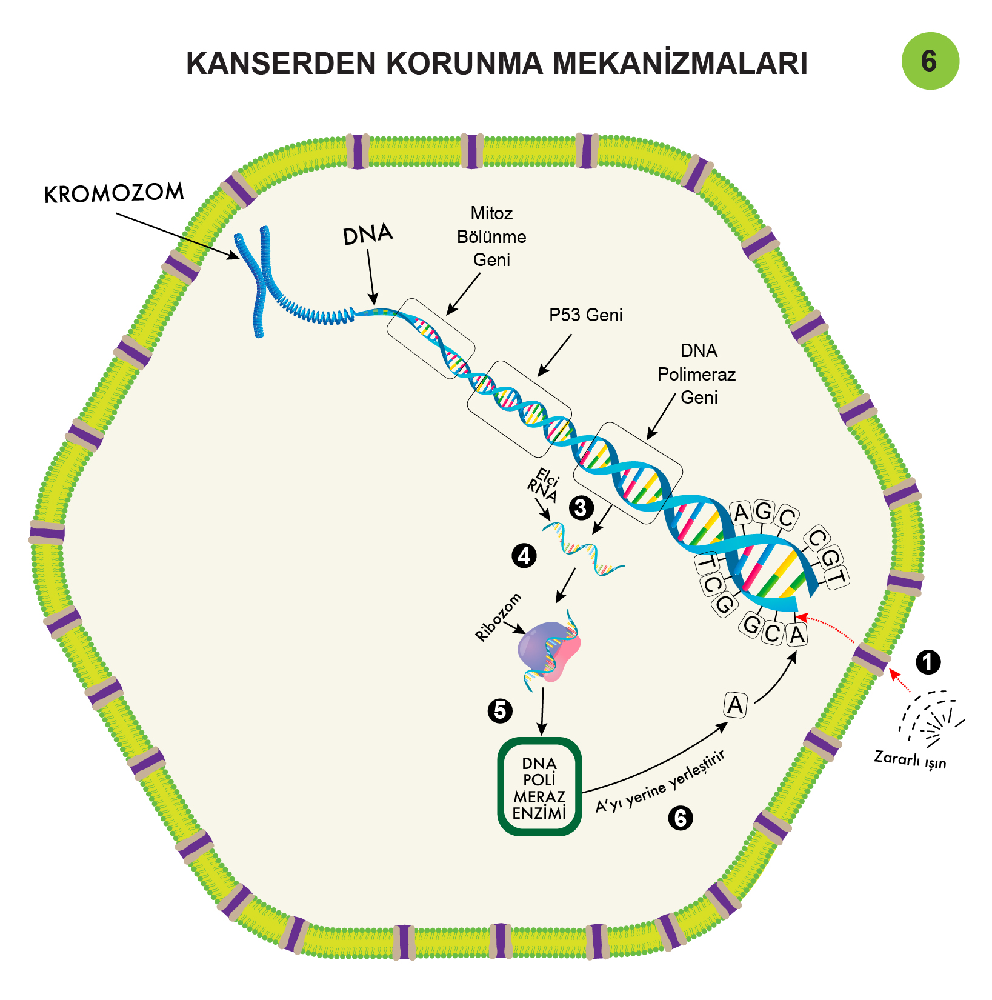 KANSERDEN KORUNMA MEKANİZMALARI
6
KROMOZOM
DNA
Mitoz
Bölünme
Geni
P53 Geni
DNA
Polimeraz
Geni
Elçi
RNA
3
4
A G C
C G T
T C G
G C A
Ribozom
1
Zararlı ışın
5
A
DNA
POLİ
MERAZ
ENZİMİ
A'yı yerine yerleştirir
6